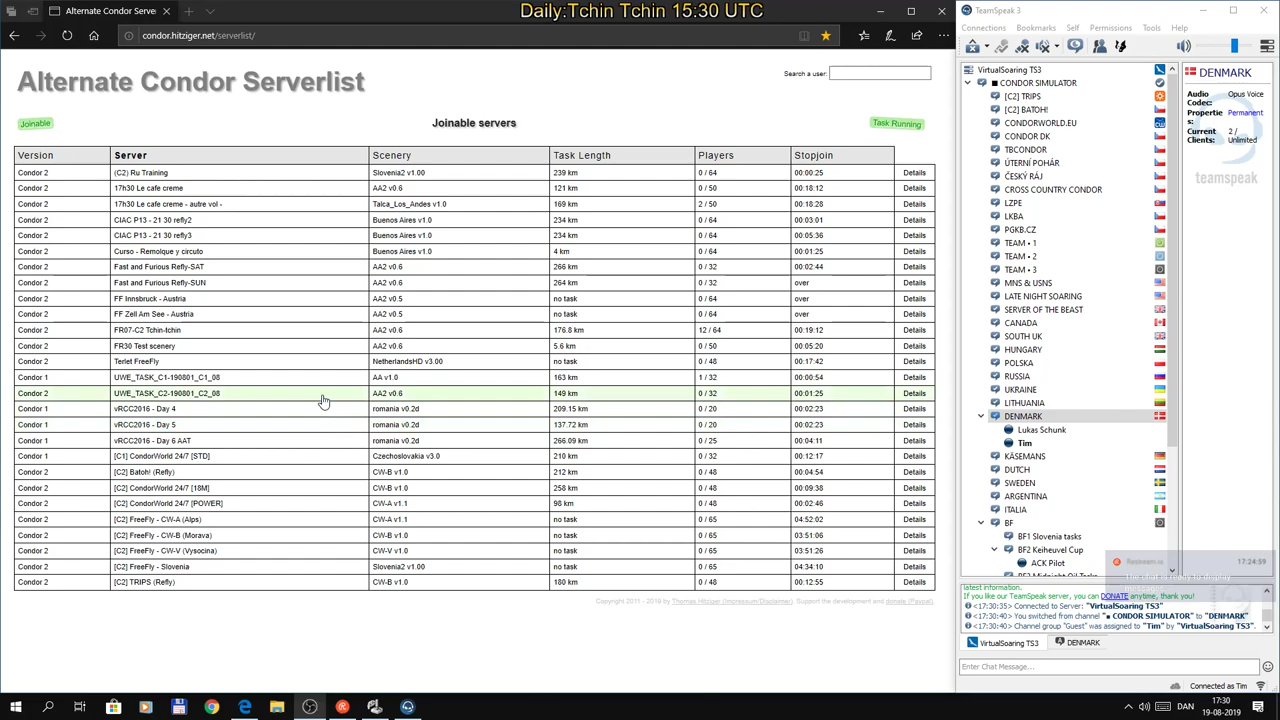 Daily:Tchin Tchin 15:30 UTC
Alternate Condor Server
condor.hitziger.net/serverlist/
Alternate Condor Serverlist
Search a user:
Joinable
Joinable servers
Task Running
Version Server Scenery Task Length Players Stopjoin
Condor 2 (C2) Ru Training Slovenia2 v1.00 239 km 0 / 64 00:00:25 Details
Condor 2 17h30 Le cafe creme AA2 v0.6 121 km 0 / 50 00:18:12 Details
Condor 2 17h30 Le cafe creme - autre vol - Talca_Los_Andes v1.0 169 km 2 / 50 00:18:28 Details
Condor 2 CIAC P13 - 21 30 refly2 Buenos Aires v1.0 234 km 0 / 64 00:03:01 Details
Condor 2 CIAC P13 - 21 30 refly3 Buenos Aires v1.0 234 km 0 / 64 00:05:36 Details
Condor 2 Curso - Remolque y circuto Buenos Aires v1.0 4 km 0 / 64 00:01:25 Details
Condor 2 Fast and Furious Refly-SAT AA2 v0.6 266 km 0 / 32 00:02:44 Details
Condor 2 Fast and Furious Refly-SUN AA2 v0.6 264 km 0 / 32 over Details
Condor 2 FF Innsbruck - Austria AA2 v0.5 no task 0 / 64 over Details
Condor 2 FF Zell Am See - Austria AA2 v0.5 no task 0 / 64 over Details
Condor 2 FR07-C2 Tchin-tchin AA2 v0.6 176.8 km 12 / 64 00:19:12 Details
Condor 2 FR30 Test scenery AA2 v0.6 5.6 km 0 / 50 00:05:20 Details
Condor 2 Terlet FreeFly NetherlandsHD v3.00 no task 0 / 48 00:17:42 Details
Condor 1 UWE_TASK_C1-190801_C1_08 AA v1.0 163 km 1 / 32 00:00:54 Details
Condor 2 UWE_TASK_C2-190801_C2_08 AA2 v0.6 149 km 0 / 32 00:01:25 Details
Condor 1 vRCC2016 - Day 4 romania v0.2d 209.15 km 0 / 20 00:02:23 Details
Condor 1 vRCC2016 - Day 5 romania v0.2d 137.72 km 0 / 20 00:02:23 Details
Condor 1 vRCC2016 - Day 6 AAT romania v0.2d 266.09 km 0 / 25 00:04:11 Details
Condor 1 [C1] CondorWorld 24/7 [STD] Czechoslovakia v3.0 210 km 0 / 32 00:12:17 Details
Condor 2 [C2] Batoh! (Refly) CW-B v1.0 212 km 0 / 48 00:04:54 Details
Condor 2 [C2] CondorWorld 24/7 [18M] CW-B v1.0 258 km 0 / 48 00:09:38 Details
Condor 2 [C2] CondorWorld 24/7 [POWER] CW-A v1.1 98 km 0 / 48 00:02:46 Details
Condor 2 [C2] FreeFly - CW-A (Alps) CW-A v1.1 no task 0 / 65 04:52:02 Details
Condor 2 [C2] FreeFly - CW-B (Morava) CW-B v1.0 no task 0 / 65 03:51:06 Details
Condor 2 [C2] FreeFly - CW-V (Vysocina) CW-V v1.0 no task 0 / 65 03:51:26 Details
Condor 2 [C2] FreeFly - Slovenia Slovenia2 v1.00 no task 0 / 65 04:34:10 Details
Condor 2 [C2] TRIPS (Refly) CW-B v1.0 180 km 0 / 48 00:12:55 Details
Copyright 2011 - 2018 by Thomas Hitziger (Impressum/Disclaimer). Support the development and donate (Paypal).
TeamSpeak 3
Connections Bookmarks Self Permissions Tools Help
VirtualSoaring TS3
CONDOR SIMULATOR
[C2] TRIPS
[C2] BATOH!
CONDORWORLD.EU
CONDOR DK
TBCONDOR
ÚTERNÍ POHÁR
ČESKÝ RÁJ
CROSS COUNTRY CONDOR
LZPE
LKBA
PGKB.CZ
TEAM • 1
TEAM • 2
TEAM • 3
MNS & USNS
LATE NIGHT SOARING
SERVER OF THE BEAST
CANADA
SOUTH UK
HUNGARY
POLSKA
RUSSIA
UKRAINE
LITHUANIA
DENMARK
Lukas Schunk
Tim
KÄSEMANS
DUTCH
SWEDEN
ARGENTINA
ITALIA
BF
BF1 Slovenia tasks
BF2 Keiheuvel Cup
ACK Pilot
DENMARK
Audio Opus Voice
Codec:
Propertie Permanent
s:
Current 2 /
Clients: Unlimited
teamspeak
17:24:59
The chat is ready to display
latest information.
If you like our TeamSpeak server, you can DONATE anytime, thank you!
<17:30:35> Connected to Server: "VirtualSoaring TS3"
<17:30:40> You switched from channel "■ CONDOR SIMULATOR" to "DENMARK"
<17:30:40> Channel group "Guest" was assigned to "Tim" by "VirtualSoaring TS3".
VirtualSoaring TS3 DENMARK
Enter Chat Message...
Connected as Tim
DAN
17:30
19-08-2019